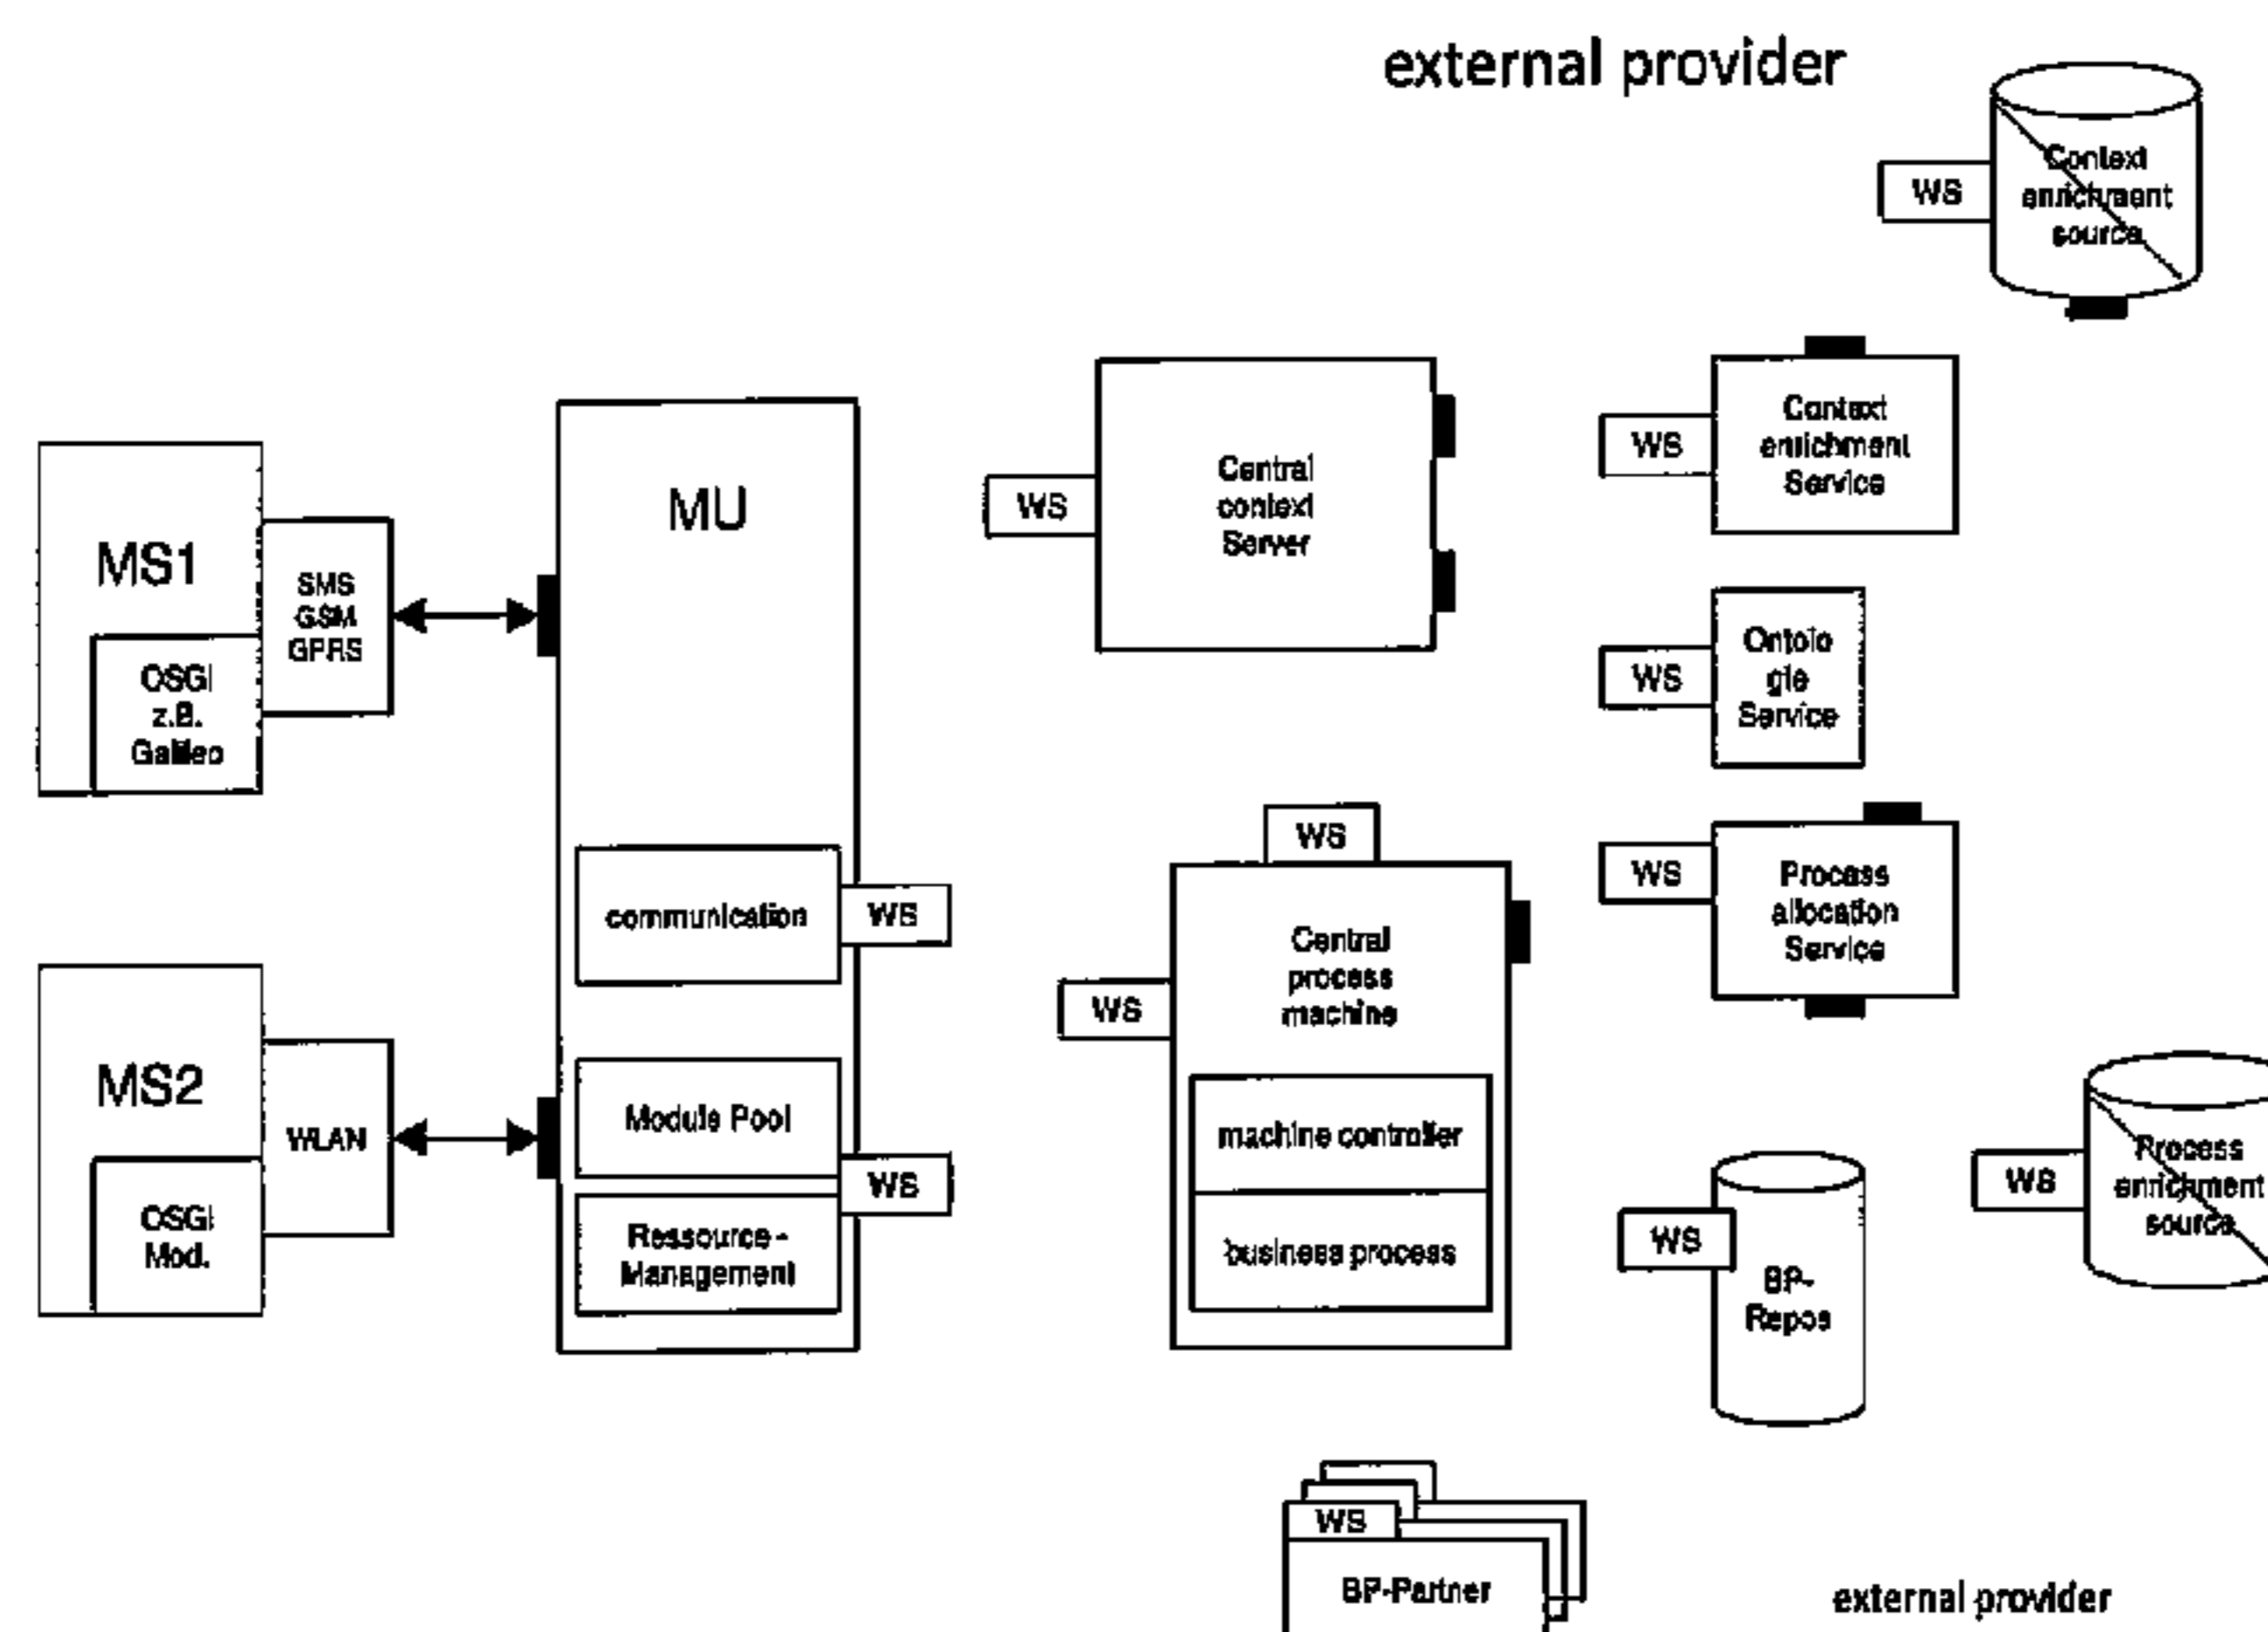 external provider
WS
Context
enrichment
source
MS1
SMS
GSM
GPRS
OSGI
z.B.
Galileo
MU
WS
Central
context
Server
WS
Context
enrichment
Service
WS
Ontolo
gie
Service
communication
WS
WS
WS
Central
process
machine
machine controller
business process
WS
Process
allocation
Service
MS2
WLAN
OSGI
Mod.
Module Pool
WS
Ressource-
Management
WS
BP-
Repos
WS
Process
enrichment
source
WS
BP-Partner
external provider